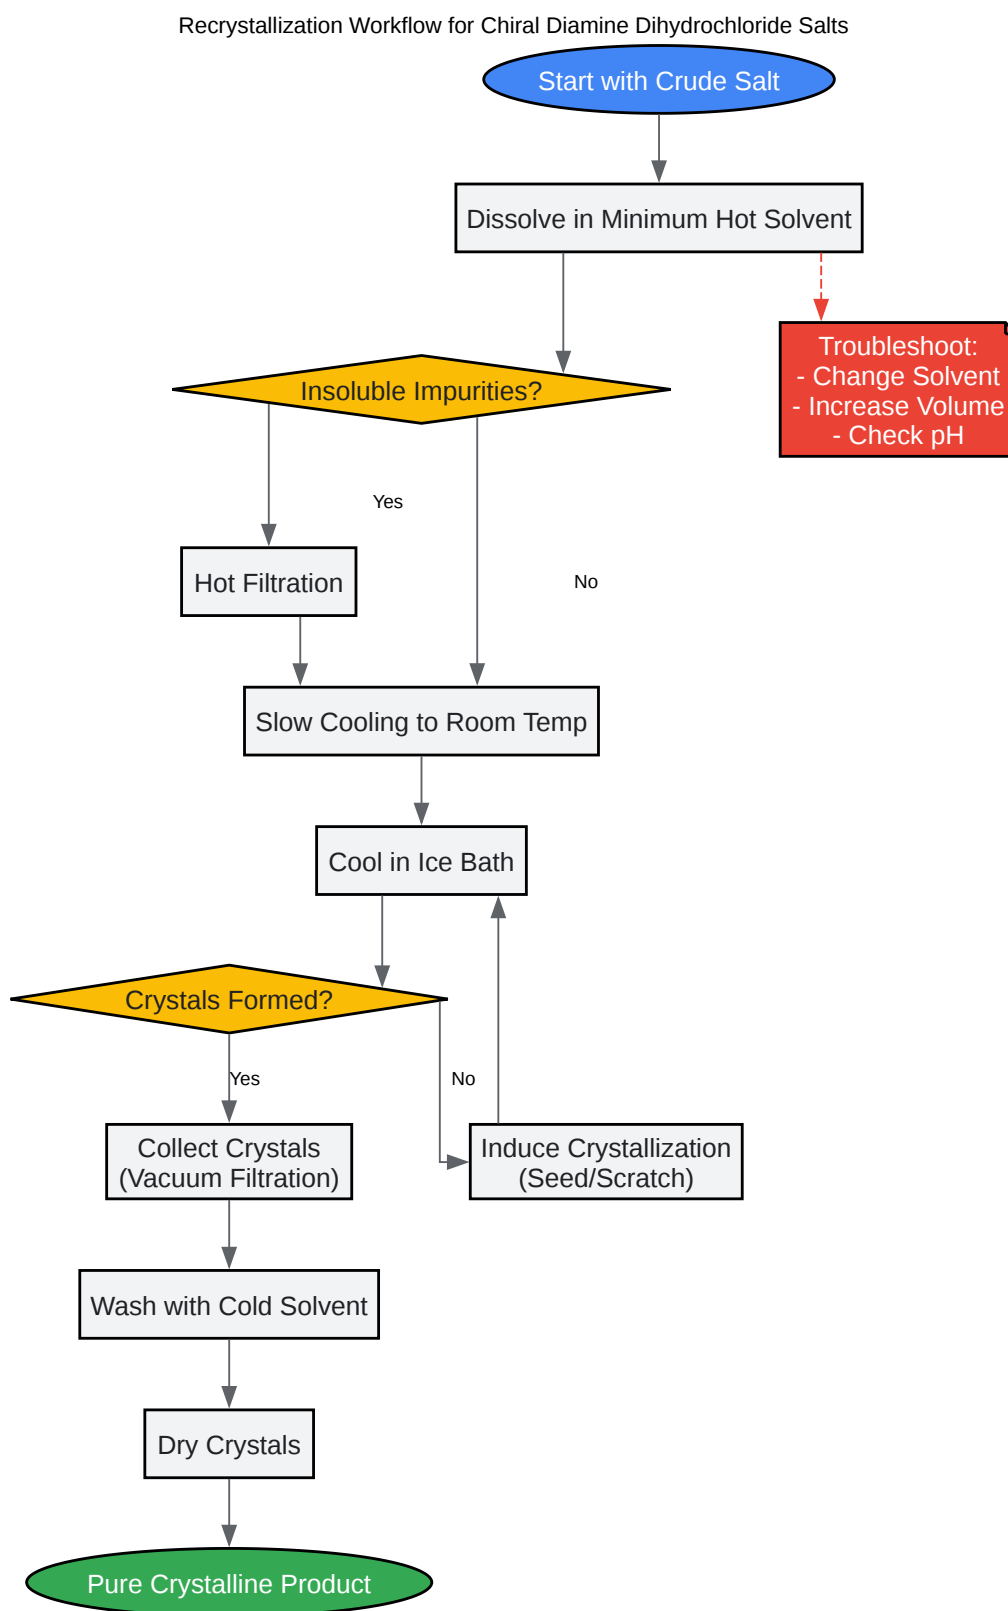 Recrystallization Workflow for Chiral Diamine Dihydrochloride Salts
Start with Crude Salt
Dissolve in Minimum Hot Solvent
Troubleshoot:
- Change Solvent
- Increase Volume
- Check pH
Insoluble Impurities?
Yes
Hot Filtration
No
Slow Cooling to Room Temp
Cool in Ice Bath
Crystals Formed?
Yes
No
Collect Crystals
(Vacuum Filtration)
Induce Crystallization
(Seed/Scratch)
Wash with Cold Solvent
Dry Crystals
Pure Crystalline Product